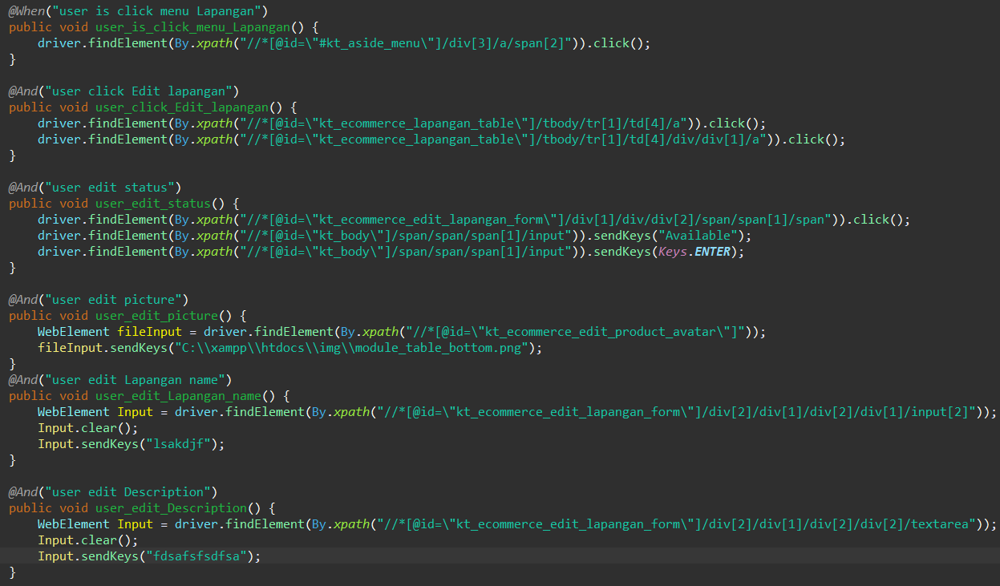 @When("user is click menu Lapangan")
public void user_is_click_menu_Lapangan() {
    driver.findElement(By.xpath("//*[@id=\"#kt_aside_menu\"]/div[3]/a/span[2]")).click();
}

@And("user click Edit lapangan")
public void user_click_Edit_lapangan() {
    driver.findElement(By.xpath("//*[@id=\"kt_ecommerce_lapangan_table\"]/tbody/tr[1]/td[4]/a")).click();
    driver.findElement(By.xpath("//*[@id=\"kt_ecommerce_lapangan_table\"]/tbody/tr[1]/td[4]/div/div[1]/a")).click();
}

@And("user edit status")
public void user_edit_status() {
    driver.findElement(By.xpath("//*[@id=\"kt_ecommerce_edit_lapangan_form\"]/div[1]/div/div[2]/span/span[1]/span")).click();
    driver.findElement(By.xpath("//*[@id=\"kt_body\"]/span/span/span[1]/input")).sendKeys("Available");
    driver.findElement(By.xpath("//*[@id=\"kt_body\"]/span/span/span[1]/input")).sendKeys(Keys.ENTER);
}

@And("user edit picture")
public void user_edit_picture() {
    WebElement fileInput = driver.findElement(By.xpath("//*[@id=\"kt_ecommerce_edit_product_avatar\"]"));
    fileInput.sendKeys("C:\\xampp\\htdocs\\img\\module_table_bottom.png");
}
@And("user edit Lapangan name")
public void user_edit_Lapangan_name() {
    WebElement Input = driver.findElement(By.xpath("//*[@id=\"kt_ecommerce_edit_lapangan_form\"]/div[2]/div[1]/div[2]/div[1]/input[2]"));
    Input.clear();
    Input.sendKeys("lsakdjf");
}

@And("user edit Description")
public void user_edit_Description() {
    WebElement Input = driver.findElement(By.xpath("//*[@id=\"kt_ecommerce_edit_lapangan_form\"]/div[2]/div[1]/div[2]/div[2]/textarea"));
    Input.clear();
    Input.sendKeys("fdsafsfsdfsa");
}